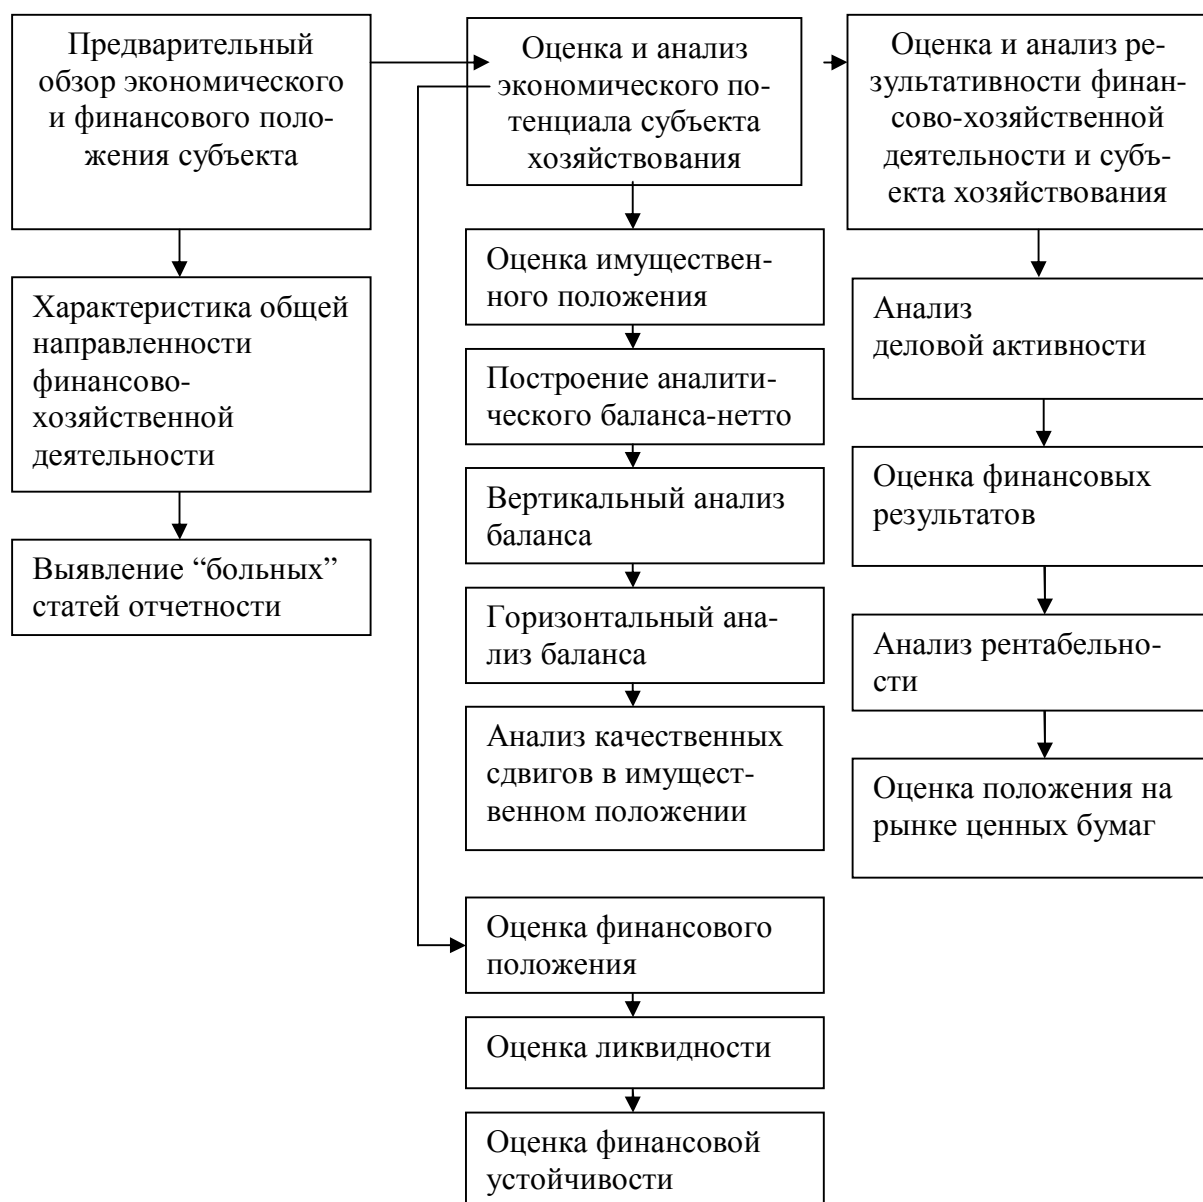 Предварительный
обзор экономического
и финансового поло-
жения субъекта
Характеристика общей
направленности
финансово-
хозяйственной
деятельности
Выявление “больных”
статей отчетности
Оценка и анализ
экономического по-
тенциала субъекта
хозяйствования
Оценка имуществен-
ного положения
Построение аналити-
ческого баланса-нетто
Вертикальный анализ
баланса
Горизонтальный ана-
лиз баланса
Анализ качественных
сдвигов в имущест-
венном положении
Оценка финансового
положения
Оценка ликвидности
Оценка финансовой
устойчивости
Оценка и анализ ре-
зультативности финан-
сово-хозяйственной
деятельности и субъ-
екта хозяйствования
Анализ
деловой активности
Оценка финансовых
результатов
Анализ рентабельно-
сти
Оценка положения на
рынке ценных бумаг